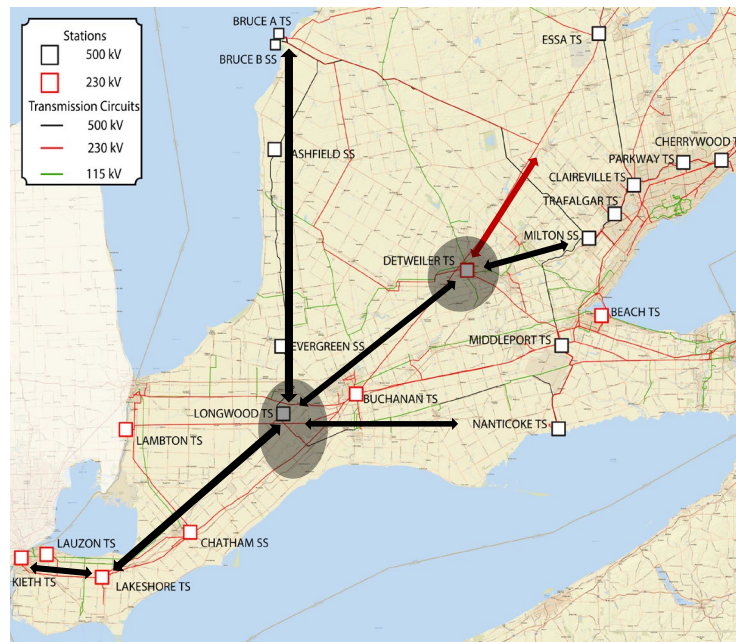 Stations
500 kV
230 kV
Transmission Circuits
500 kV
230 kV
115 kV
BRUCE A TS
BRUCE B SS
ESSA TS
ASHFIELD SS
CHERRYWOOD T
PARKWAY TS
CLAIREVILLE TS
TRAFALGAR TS
MILTON SS
DETWEILER TS
BEACH TS
EVERGREEN SS
MIDDLEPORT TS
BUCHANAN TS
LONGWOOD TS
NANTICOKE TS
LAMBTON TS
CHATHAM SS
LAUZON TS
KIETH TS
LAKESHORE TS